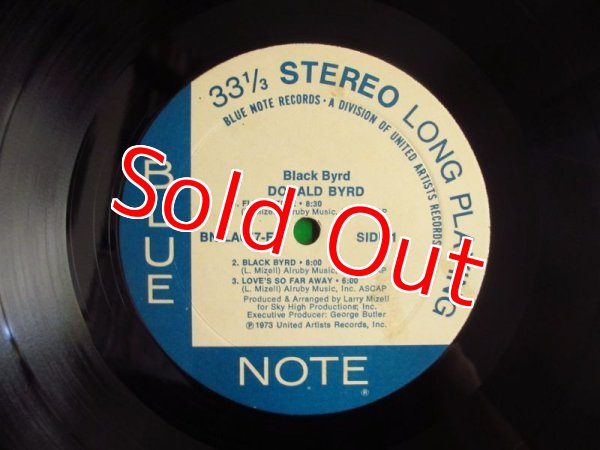 33⅓ STEREO LONG PLAYING
BLUE NOTE RECORDS • A DIVISION OF UNITED ARTISTS RECORDS
Black Byrd
DONALD BYRD
8:30
SIDE 1
2. BLACK BYRD • 8:00
(L. Mizell) Alruby Music,
3. LOVE'S SO FAR AWAY • 6:00
(L. Mizell) Alruby Music, Inc. ASCAP
Produced & Arranged by Larry Mizell
for Sky High Productions, Inc.
Executive Producer: George Butler
℗ 1973 United Artists Records, Inc.
BLUE
NOTE ®
Sold Out